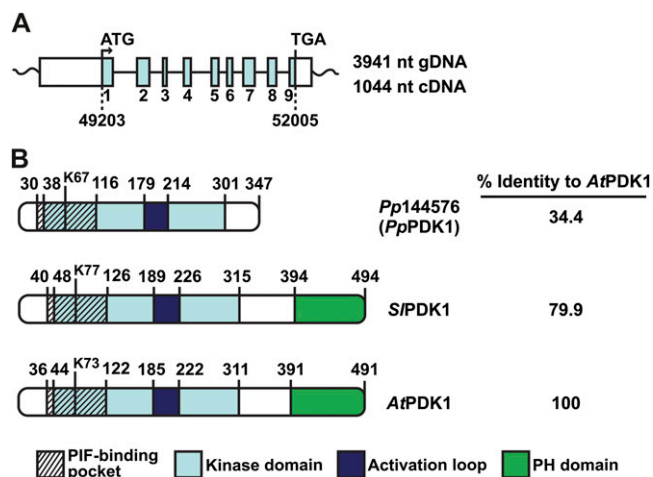 A
ATG
TGA
3941 nt gDNA
1044 nt cDNA
1 2 3 4 5 6 7 8 9
49203
52005
B
30 38 K67 116 179 214 301 347
% Identity to AtPDK1
Pp144576
(PpPDK1)
34.4
40 48 K77 126 189 226 315 394 494
SlPDK1
79.9
36 44 K73 122 185 222 311 391 491
AtPDK1
100
PIF-binding
pocket
Kinase domain
Activation loop
PH domain